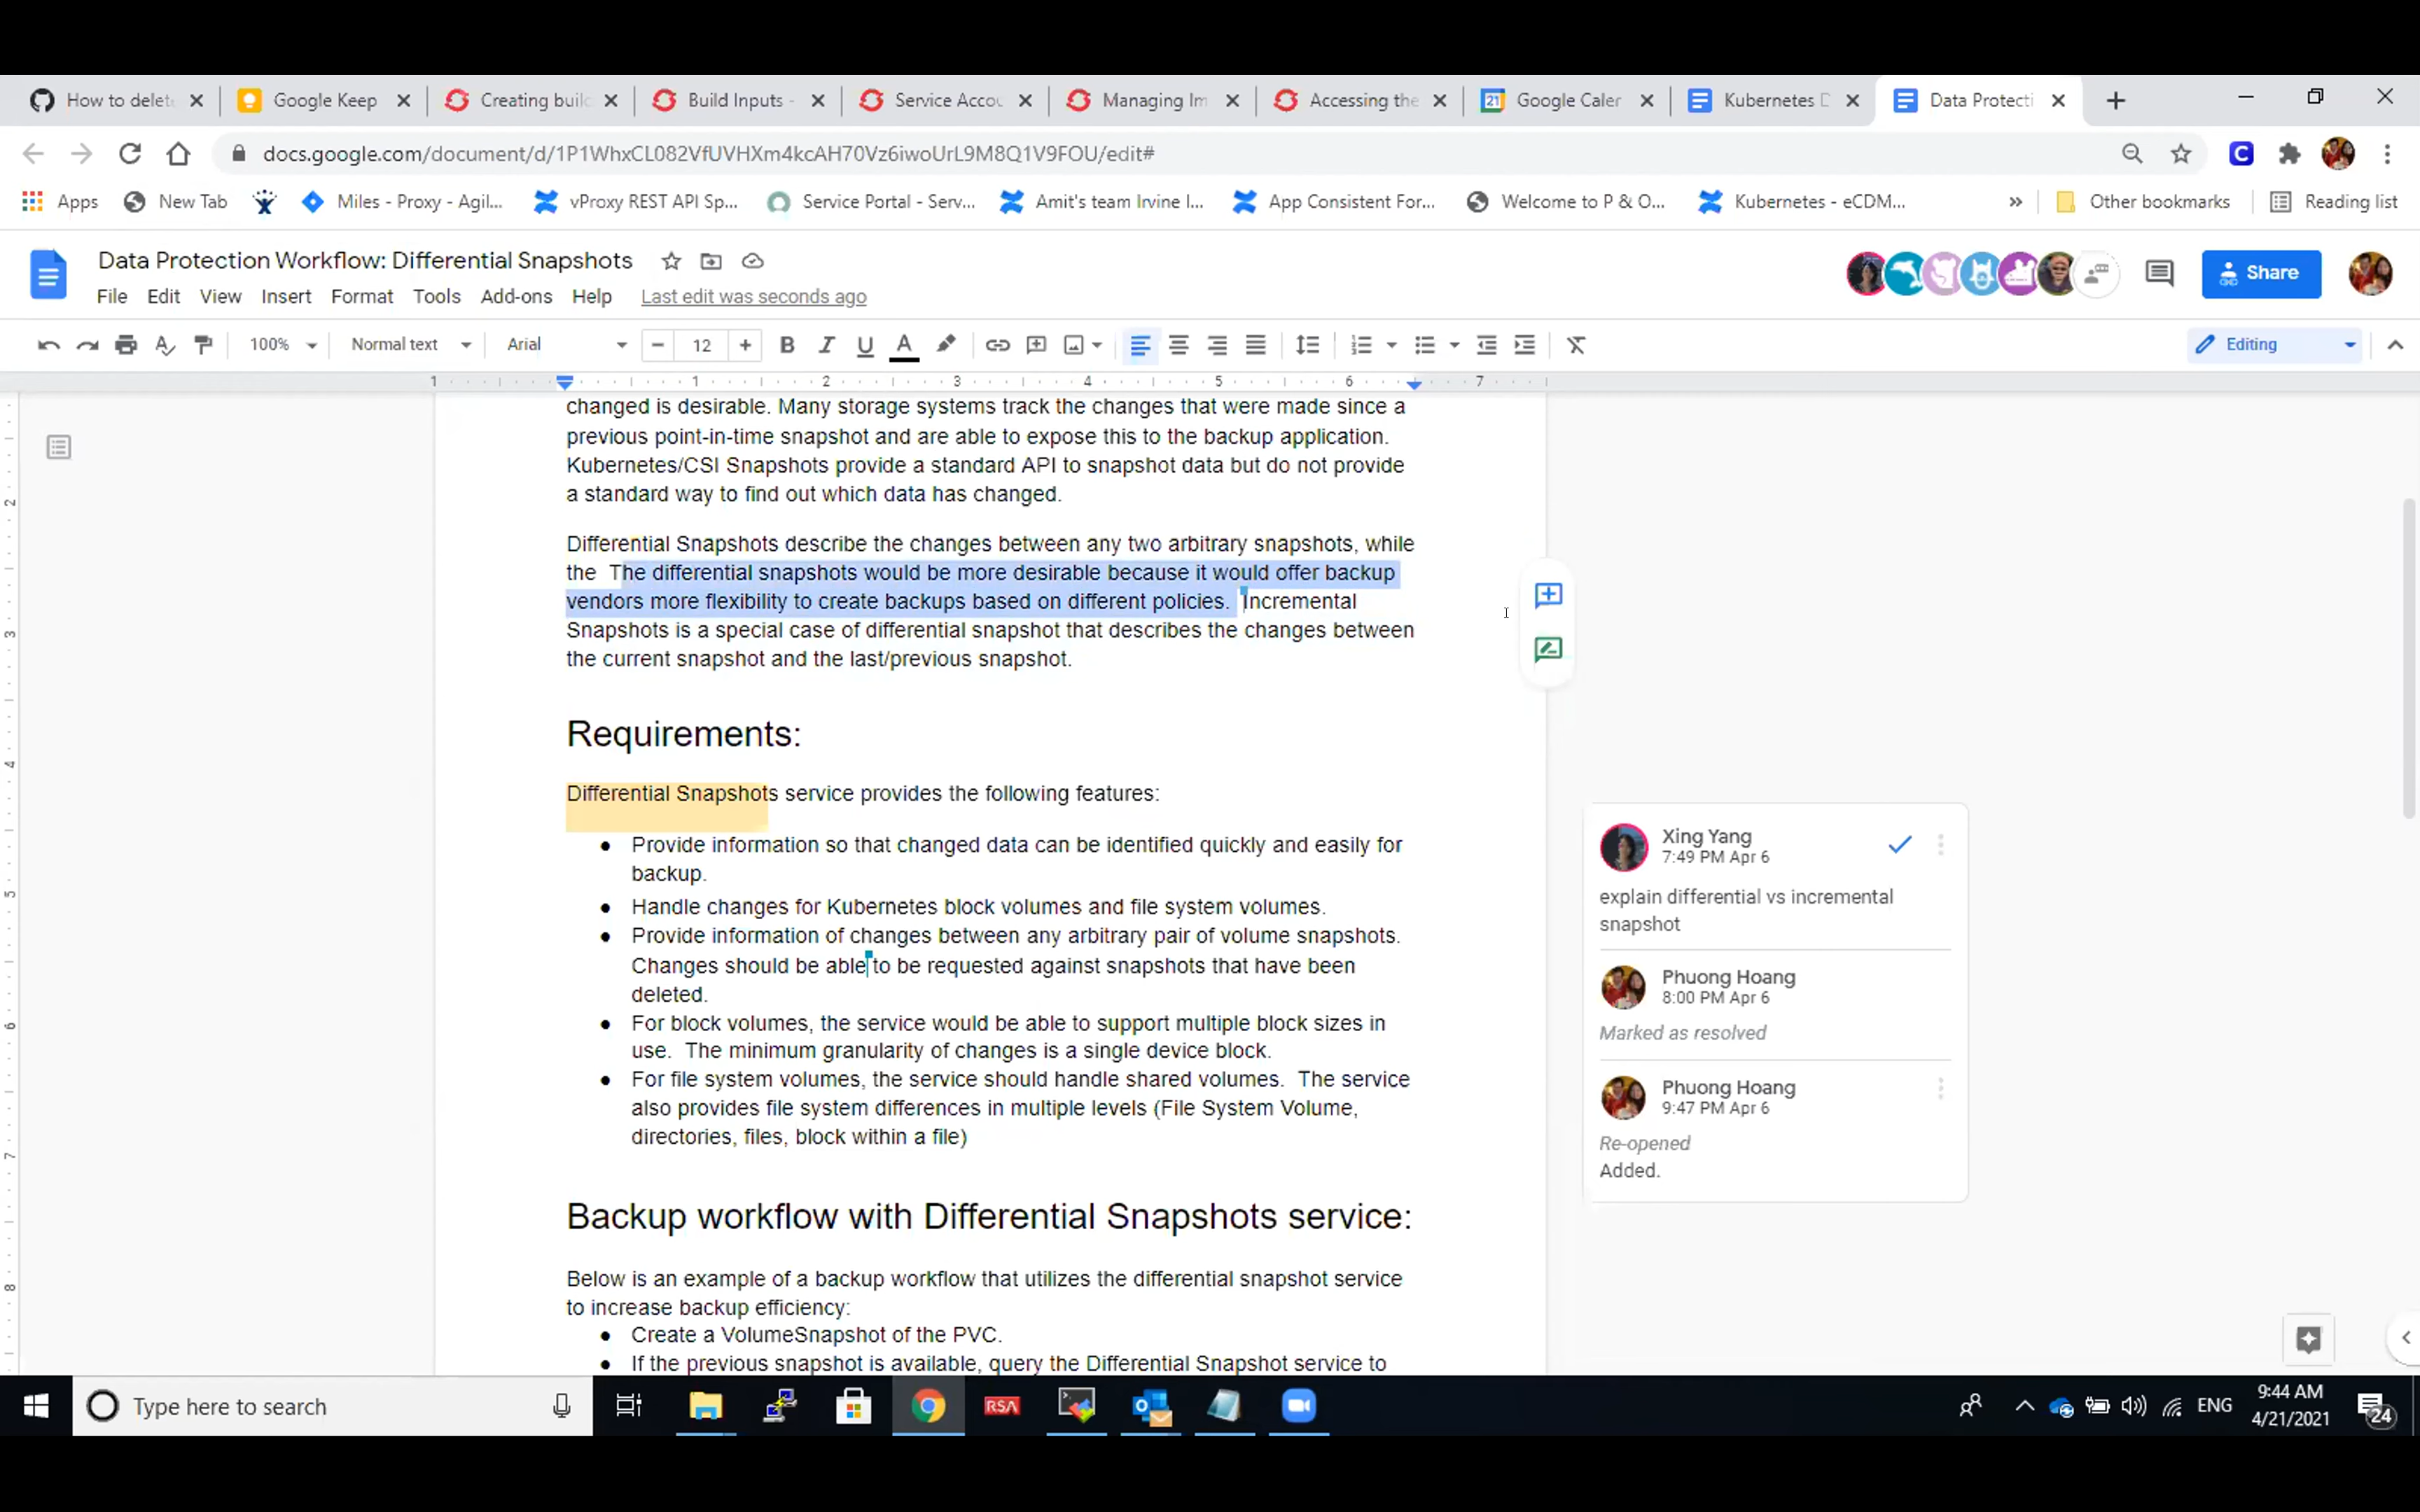 How to delet
Google Keep
Creating buil
Build Inputs -
Service Accou
Managing Im
Accessing the
21
Google Caler
Kubernetes D
Data Protecti
docs.google.com/document/d/1P1WhxCL082VfUVHXm4kcAH70Vz6iwoUrL9M8Q1V9FOU/edit#
C
Apps
New Tab
Miles - Proxy - Agil...
vProxy REST API Sp...
Service Portal - Serv...
Amit's team Irvine I...
App Consistent For...
Welcome to P & O...
Kubernetes - eCDM...
»
Other bookmarks
Reading list
Data Protection Workflow: Differential Snapshots
File Edit View Insert Format Tools Add-ons Help Last edit was seconds ago
Share
100% Normal text Arial 12 B I U A
Editing
1 1 2 3 4 5 6 7
changed is desirable. Many storage systems track the changes that were made since a
previous point-in-time snapshot and are able to expose this to the backup application.
Kubernetes/CSI Snapshots provide a standard API to snapshot data but do not provide
a standard way to find out which data has changed.
Differential Snapshots describe the changes between any two arbitrary snapshots, while
the The differential snapshots would be more desirable because it would offer backup
vendors more flexibility to create backups based on different policies. Incremental
Snapshots is a special case of differential snapshot that describes the changes between
the current snapshot and the last/previous snapshot.
Requirements:
Differential Snapshots service provides the following features:
● Provide information so that changed data can be identified quickly and easily for
backup.
● Handle changes for Kubernetes block volumes and file system volumes.
● Provide information of changes between any arbitrary pair of volume snapshots.
Changes should be able to be requested against snapshots that have been
deleted.
● For block volumes, the service would be able to support multiple block sizes in
use. The minimum granularity of changes is a single device block.
● For file system volumes, the service should handle shared volumes. The service
also provides file system differences in multiple levels (File System Volume,
directories, files, block within a file)
Backup workflow with Differential Snapshots service:
Below is an example of a backup workflow that utilizes the differential snapshot service
to increase backup efficiency:
● Create a VolumeSnapshot of the PVC.
● If the previous snapshot is available, query the Differential Snapshot service to
2
3
4
5
6
7
8
Xing Yang
7:49 PM Apr 6
explain differential vs incremental
snapshot
Phuong Hoang
8:00 PM Apr 6
Marked as resolved
Phuong Hoang
9:47 PM Apr 6
Re-opened
Added.
Type here to search
RSA
ENG
9:44 AM
4/21/2021
24